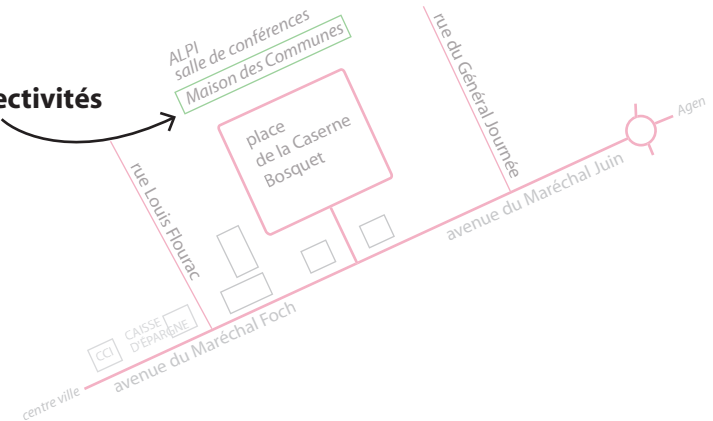 ALPI
salle de conférences
Maison des Communes
ectivités
place
de la Caserne
Bosquet
rue du Général Journée
Agen
rue Louis Flourac
avenue du Maréchal Juin
CCI
CAISSE
D'ÉPARGNE
avenue du Maréchal Foch
centre ville